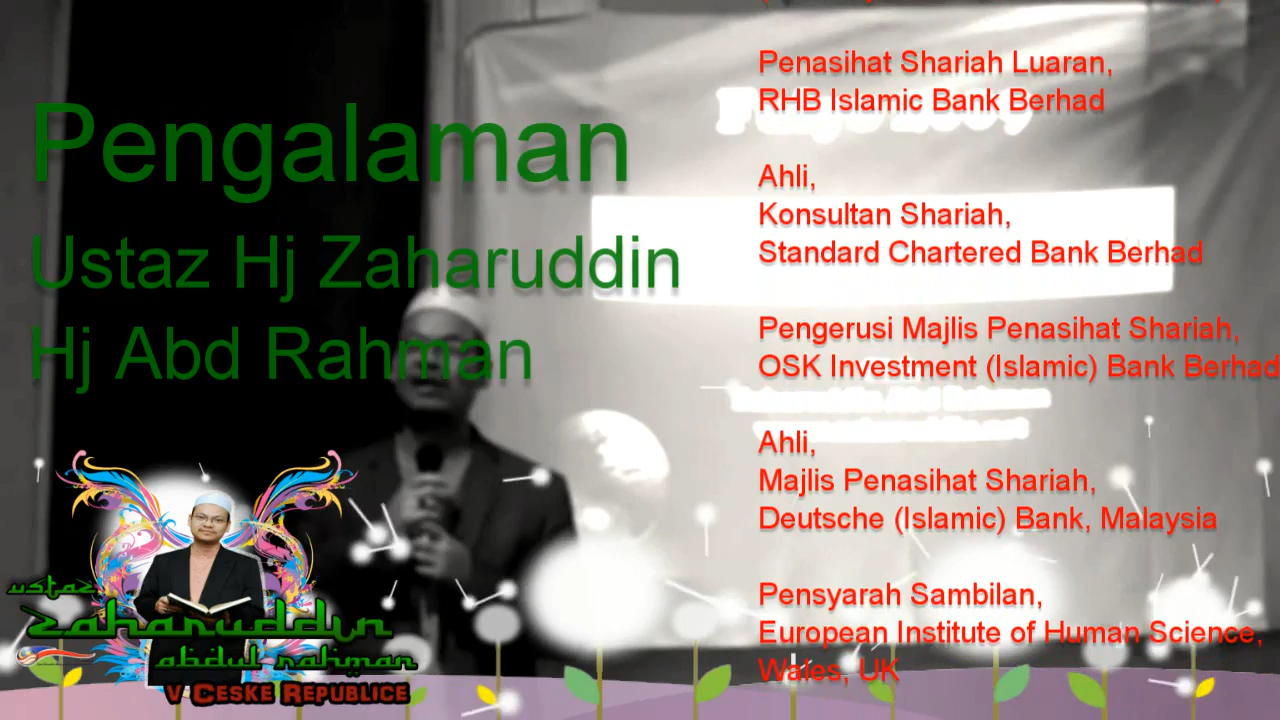 Pengalaman
Ustaz Hj Zaharuddin
Hj Abd Rahman
Penasihat Shariah Luaran,
RHB Islamic Bank Berhad
Ahli,
Konsultan Shariah,
Standard Chartered Bank Berhad
Pengerusi Majlis Penasihat Shariah,
OSK Investment (Islamic) Bank Berhad
Ahli,
Majlis Penasihat Shariah,
Deutsche (Islamic) Bank, Malaysia
Pensyarah Sambilan,
European Institute of Human Science,
Wales, UK
ustaz
zaharuddin
abdul rahman
v Ceske Republice